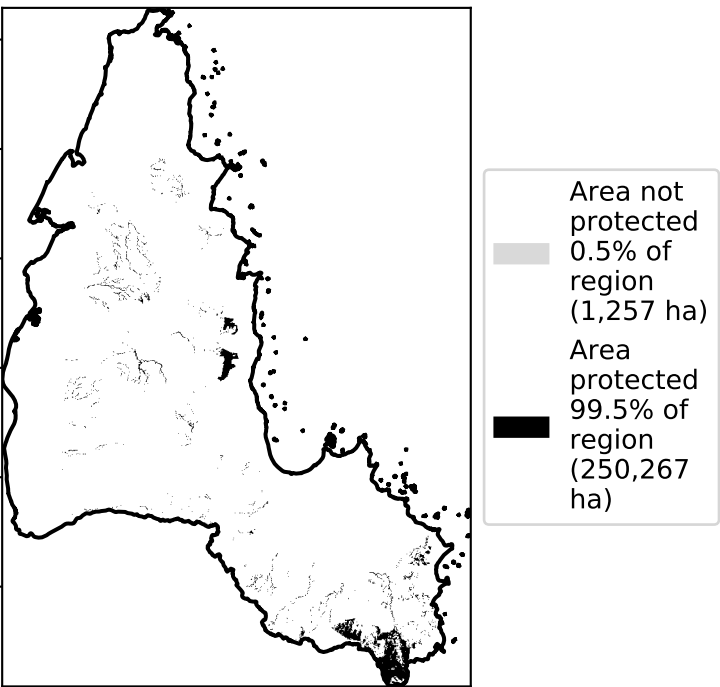 Area not
protected
0.5% of
region
(1,257 ha)
Area
protected
99.5% of
region
(250,267
ha)